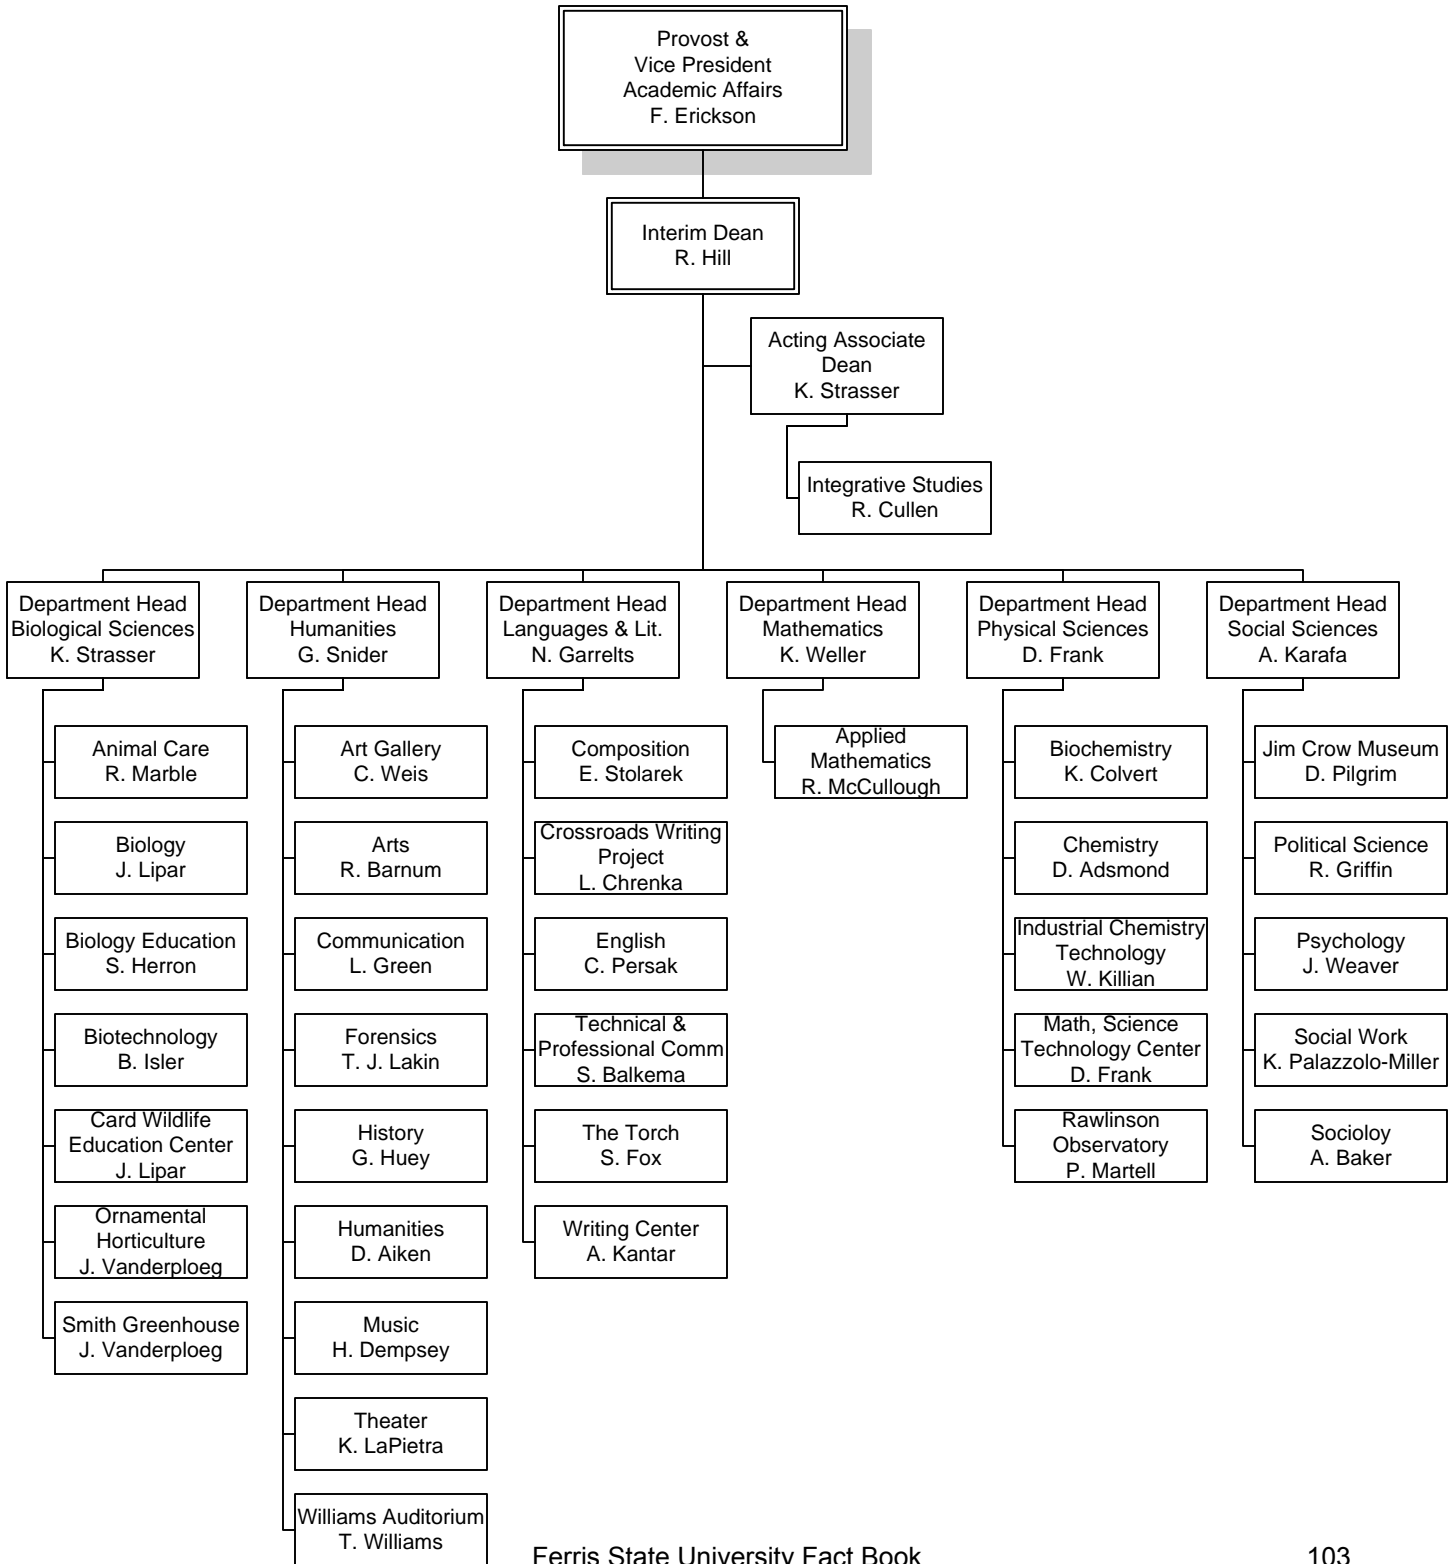 Provost &
Vice President
Academic Affairs
F. Erickson
Interim Dean
R. Hill
Acting Associate
Dean
K. Strasser
Integrative Studies
R. Cullen
Department Head
Biological Sciences
K. Strasser
Department Head
Humanities
G. Snider
Department Head
Languages & Lit.
N. Garrelts
Department Head
Mathematics
K. Weller
Department Head
Physical Sciences
D. Frank
Department Head
Social Sciences
A. Karafa
Animal Care
R. Marble
Biology
J. Lipar
Biology Education
S. Herron
Biotechnology
B. Isler
Card Wildlife
Education Center
J. Lipar
Ornamental
Horticulture
J. Vanderploeg
Smith Greenhouse
J. Vanderploeg
Art Gallery
C. Weis
Arts
R. Barnum
Communication
L. Green
Forensics
T. J. Lakin
History
G. Huey
Humanities
D. Aiken
Music
H. Dempsey
Theater
K. LaPietra
Williams Auditorium
T. Williams
Composition
E. Stolarek
Crossroads Writing
Project
L. Chrenka
English
C. Persak
Technical &
Professional Comm
S. Balkema
The Torch
S. Fox
Writing Center
A. Kantar
Applied
Mathematics
R. McCullough
Biochemistry
K. Colvert
Chemistry
D. Adsmond
Industrial Chemistry
Technology
W. Killian
Math, Science
Technology Center
D. Frank
Rawlinson
Observatory
P. Martell
Jim Crow Museum
D. Pilgrim
Political Science
R. Griffin
Psychology
J. Weaver
Social Work
K. Palazzolo-Miller
Socioloy
A. Baker
Ferris State University Fact Book
103